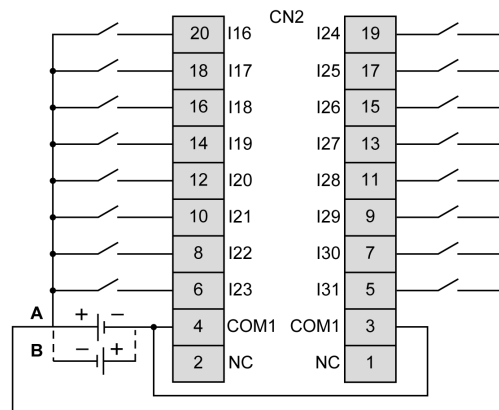 CN2
20 I16 I24 19
18 I17 I25 17
16 I18 I26 15
14 I19 I27 13
12 I20 I28 11
10 I21 I29 9
8 I22 I30 7
6 I23 I31 5
A + − 4 COM1 COM1 3
B − + 2 NC NC 1